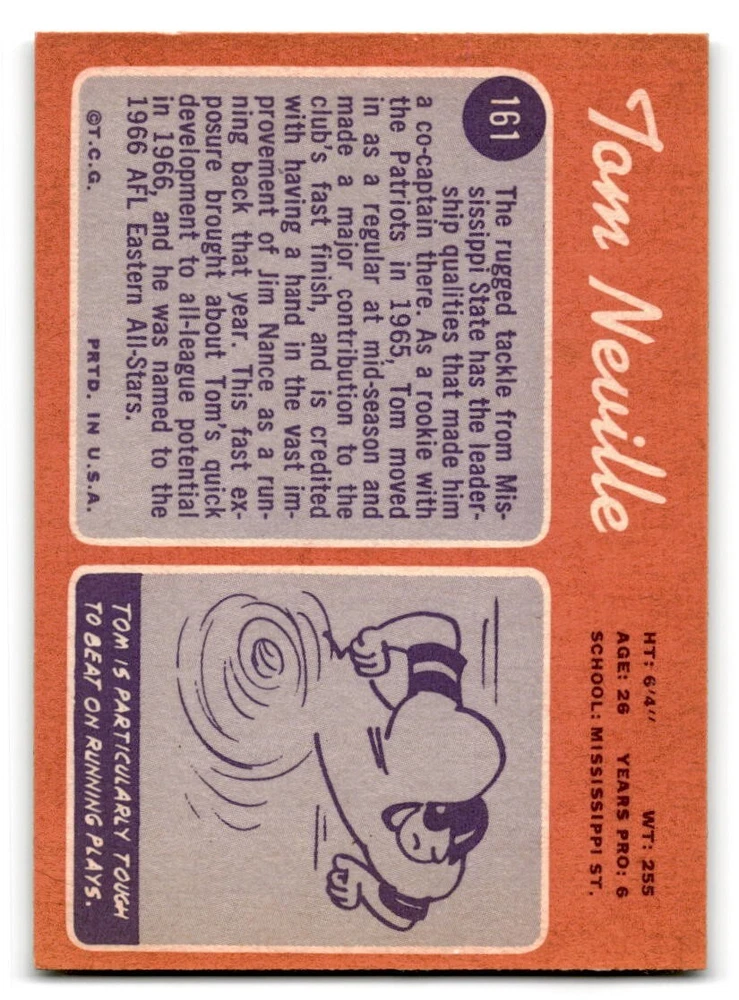 Tom Neville
HT: 6'4" WT: 255
AGE: 26 YEARS PRO: 6
SCHOOL: MISSISSIPPI ST.
161
The rugged tackle from Mis-
sissippi State has the leader-
ship qualities that made him
a co-captain there. As a rookie with
the Patriots in 1965, Tom moved
in as a regular at mid-season and
made a major contribution to the
club's fast finish, and is credited
with having a hand in the vast im-
provement of Jim Nance as a run-
ning back that year. This fast ex-
posure brought about Tom's quick
development to all-league potential
in 1966, and he was named to the
1966 AFL Eastern All-Stars.
©T.C.G. PRTD. IN U.S.A.
TOM IS PARTICULARLY TOUGH
TO BEAT ON RUNNING PLAYS.